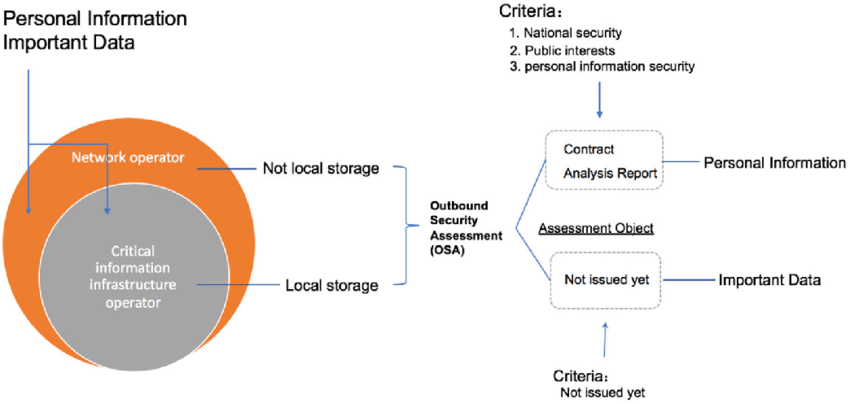 Personal Information
Important Data
Network operator
Critical
information
infrastructure
operator
Not local storage
Local storage
Outbound
Security
Assessment
(OSA)
Criteria：
1. National security
2. Public interests
3. personal information security
Contract
Analysis Report
Personal Information
Assessment Object
Not issued yet
Important Data
Criteria：
Not issued yet